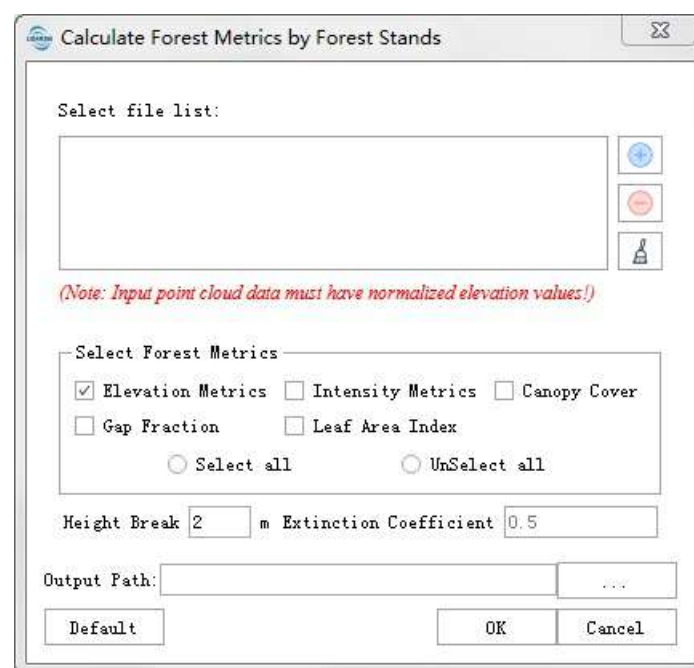 Calculate Forest Metrics by Forest Stands
Select file list:
(Note: Input point cloud data must have normalized elevation values!)
Select Forest Metrics
Elevation Metrics Intensity Metrics Canopy Cover
Gap Fraction Leaf Area Index
Select all UnSelect all
Height Break 2 m Extinction Coefficient 0.5
Output Path: ...
Default OK Cancel